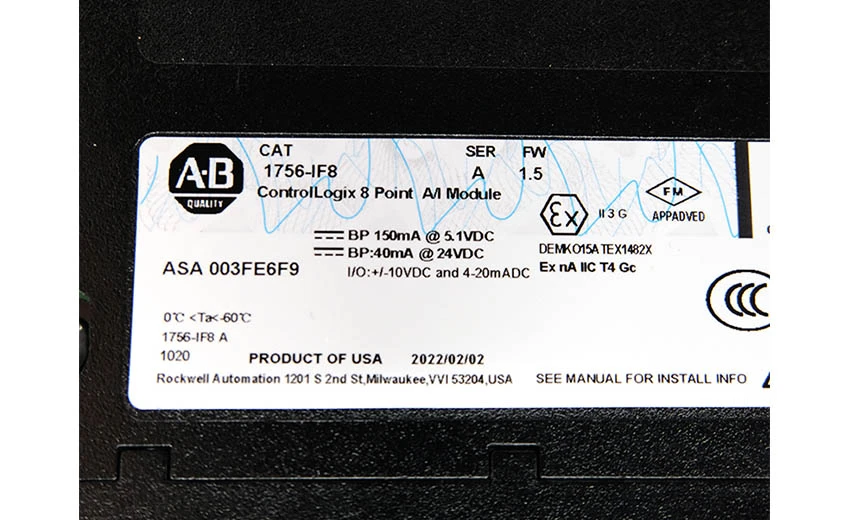 A-B
QUALITY
CAT
1756-IF8
SER
A
FW
1.5
ControlLogix 8 Point A/I Module
BP 150mA @ 5.1VDC
BP:40mA @ 24VDC
I/O:+/-10VDC and 4-20mADC
ASA 003FE6F9
Ex
II 3 G
FM
APPADVED
DEMKO15ATEX1482X
Ex nA IIC T4 Gc
CCC
0℃ <Ta<-60℃
1756-IF8 A
1020
PRODUCT OF USA 2022/02/02
Rockwell Automation 1201 S 2nd St,Milwaukee,VVI 53204,USA SEE MANUAL FOR INSTALL INFO